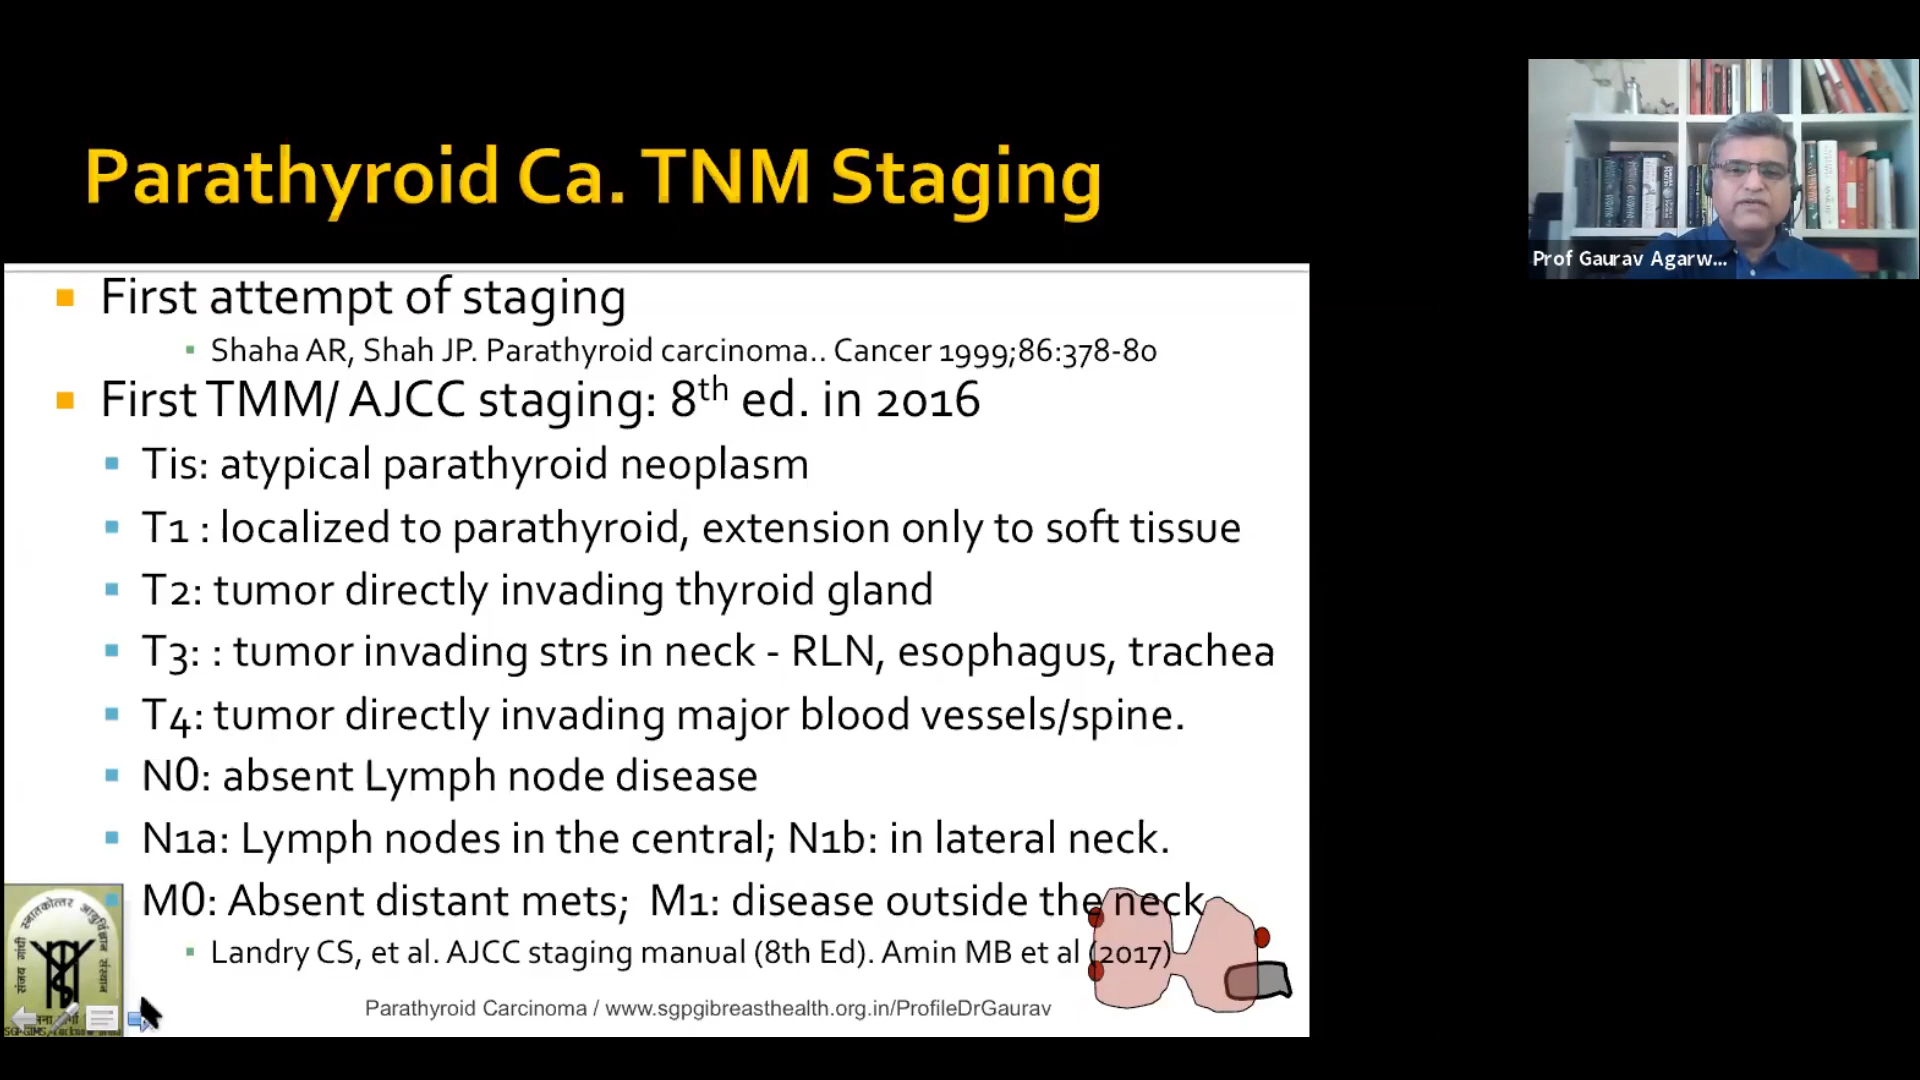 Parathyroid Ca. TNM Staging
Prof Gaurav Agarw...
First attempt of staging
Shaha AR, Shah JP. Parathyroid carcinoma.. Cancer 1999;86:378-80
First TMM/ AJCC staging: 8th ed. in 2016
Tis: atypical parathyroid neoplasm
T1 : localized to parathyroid, extension only to soft tissue
T2: tumor directly invading thyroid gland
T3: : tumor invading strs in neck - RLN, esophagus, trachea
T4: tumor directly invading major blood vessels/spine.
N0: absent Lymph node disease
N1a: Lymph nodes in the central; N1b: in lateral neck.
M0: Absent distant mets; M1: disease outside the neck
Landry CS, et al. AJCC staging manual (8th Ed). Amin MB et al (2017)
Parathyroid Carcinoma / www.sgpgibreasthealth.org.in/ProfileDrGaurav
संजय गांधी स्नातकोत्तर आयुर्विज्ञान संस्थान